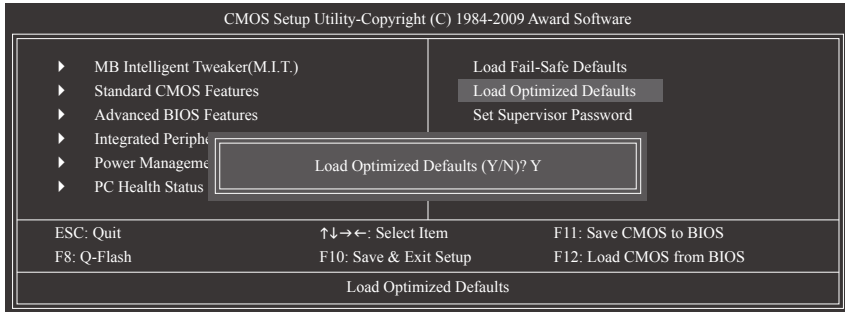 CMOS Setup Utility-Copyright (C) 1984-2009 Award Software
MB Intelligent Tweaker(M.I.T.)
Standard CMOS Features
Advanced BIOS Features
Integrated Periphe
Power Manageme
PC Health Status
Load Fail-Safe Defaults
Load Optimized Defaults
Set Supervisor Password
Load Optimized Defaults (Y/N)? Y
ESC: Quit
↑↓→←: Select Item
F11: Save CMOS to BIOS
F8: Q-Flash
F10: Save & Exit Setup
F12: Load CMOS from BIOS
Load Optimized Defaults